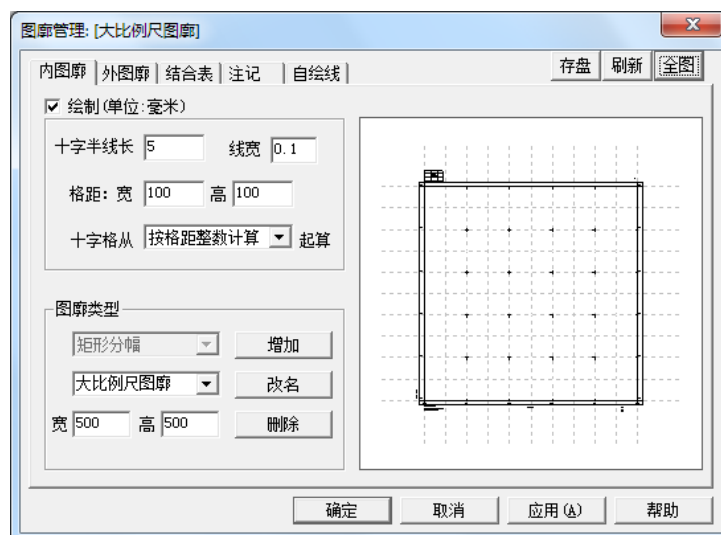 图廓管理: [大比例尺图廓]
内图廓 外图廓 结合表 注记 自绘线 存盘 刷新 全图
绘制(单位:毫米)
十字半线长 5 线宽 0.1
格距: 宽 100 高 100
十字格从 按格距整数计算 起算
图廓类型
矩形分幅 增加
大比例尺图廓 改名
宽 500 高 500 删除
确定 取消 应用(A) 帮助